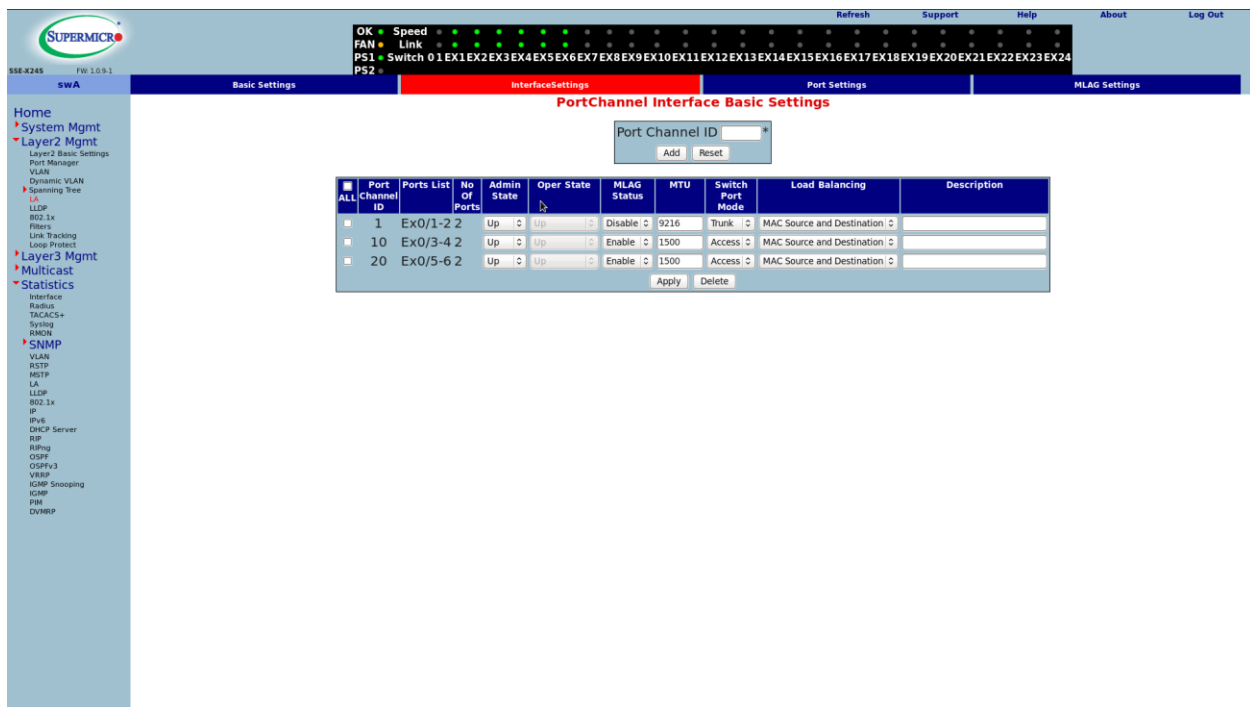 Refresh Support Help About Log Out
SUPERMICRO
OK Speed
FAN Link
PS1 Switch 0 1 EX1 EX2 EX3 EX4 EX5 EX6 EX7 EX8 EX9 EX10 EX11 EX12 EX13 EX14 EX15 EX16 EX17 EX18 EX19 EX20 EX21 EX22 EX23 EX24
PS2
SSE-X24S FW: 1.0.9-1
swA Basic Settings InterfaceSettings Port Settings MLAG Settings
Home
System Mgmt
Layer2 Mgmt
Layer2 Basic Settings
Port Manager
VLAN
Dynamic VLAN
Spanning Tree
LA
LLDP
802.1x
Filters
Link Tracking
Loop Protect
Layer3 Mgmt
Multicast
Statistics
Interface
Radius
TACACS+
Syslog
RMON
SNMP
VLAN
RSTP
MSTP
LA
LLDP
802.1x
IP
IPv6
DHCP Server
RIP
RIPng
OSPF
OSPFv3
VRRP
IGMP Snooping
IGMP
PIM
DVMRP
PortChannel Interface Basic Settings
Port Channel ID *
Add Reset
ALL Port Channel ID Ports List No Of Ports Admin State Oper State MLAG Status MTU Switch Port Mode Load Balancing Description
1 Ex0/1-2 2 Up Up Disable 9216 Trunk MAC Source and Destination
10 Ex0/3-4 2 Up Up Enable 1500 Access MAC Source and Destination
20 Ex0/5-6 2 Up Up Enable 1500 Access MAC Source and Destination
Apply Delete